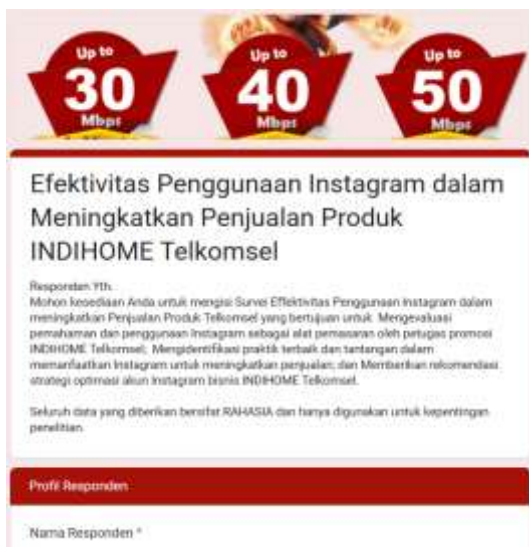 Up to
30
Mbps
Up to
40
Mbps
Up to
50
Mbps
Efektivitas Penggunaan Instagram dalam
Meningkatkan Penjualan Produk
INDIHOME Telkomsel
Responden Yth.
Mohon kesediaan Anda untuk mengisi Survei Effektivitas Penggunaan Instagram dalam
meningkatkan Penjualan Produk Telkomsel yang bertujuan untuk: Mengevaluasi
pemahaman dan penggunaan Instagram sebagai alat pemasaran oleh petugas promosi
INDIHOME Telkomsel; Mengidentifikasi praktik terbaik dan tantangan dalam
memanfaatkan Instagram untuk meningkatkan penjualan; dan Memberikan rekomendasi
strategi optimasi akun Instagram bisnis INDIHOME Telkomsel.
Seluruh data yang diberikan bersifat RAHASIA dan hanya digunakan untuk kepentingan
penelitian.
Profil Responden
Nama Responden *